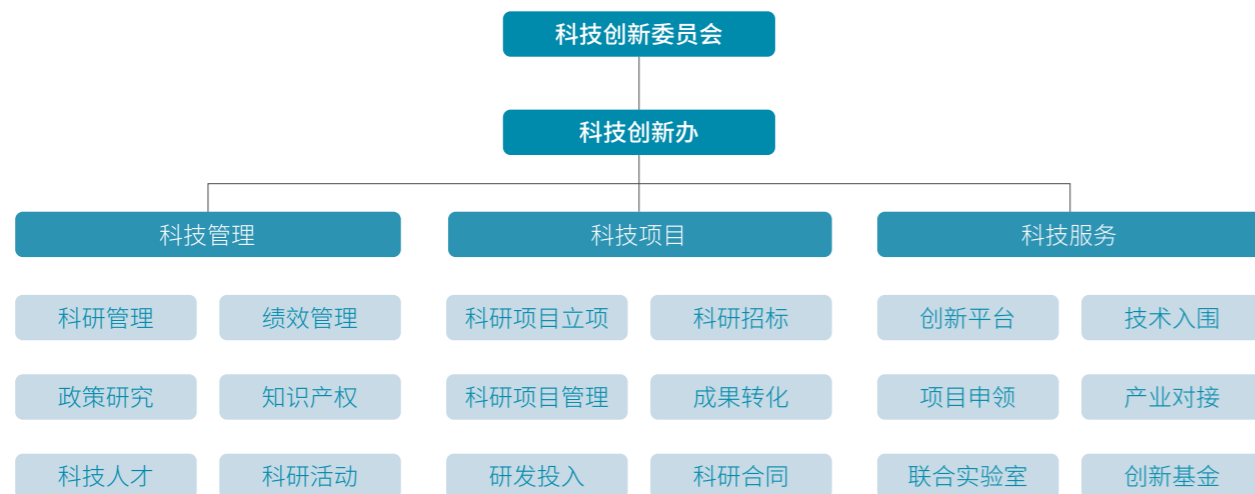 科技创新委员会
科技创新办
科技管理
科技项目
科技服务
科研管理
绩效管理
科研项目立项
科研招标
创新平台
技术入围
政策研究
知识产权
科研项目管理
成果转化
项目申领
产业对接
科技人才
科研活动
研发投入
科研合同
联合实验室
创新基金